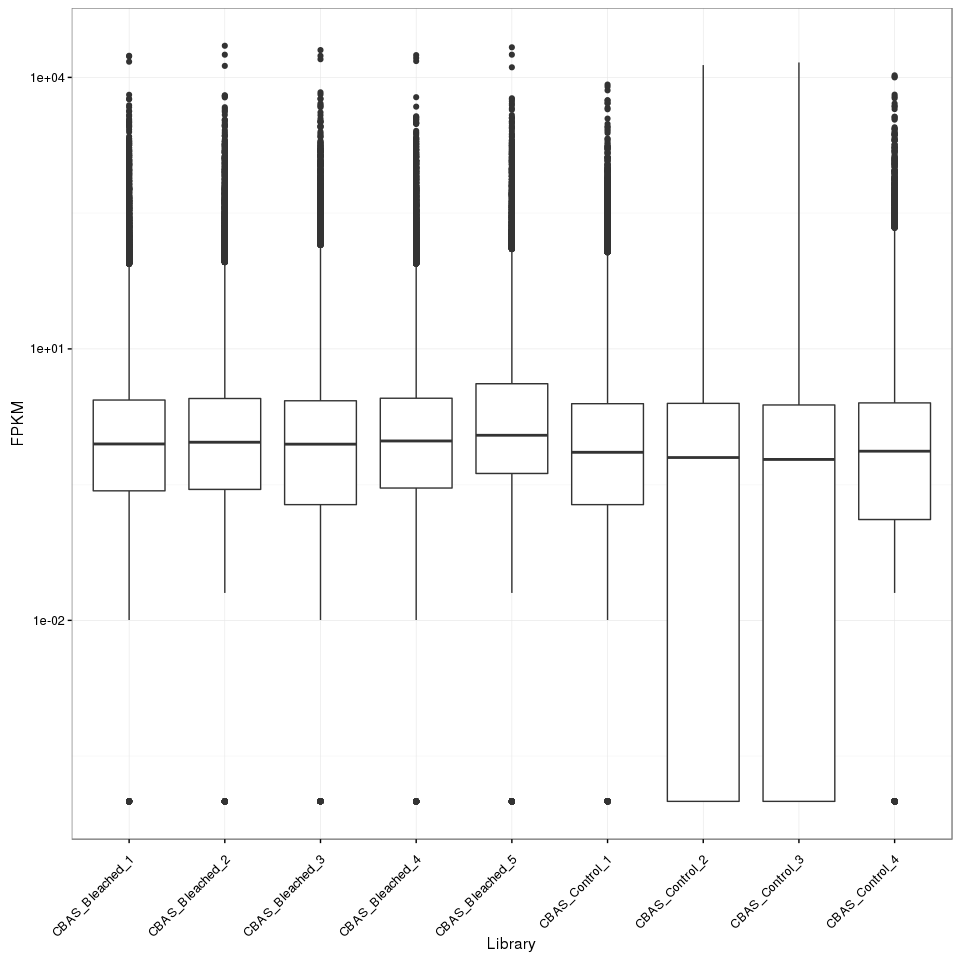 FPKM
1e+04
1e+01
1e-02
CBAS_Bleached_1
CBAS_Bleached_2
CBAS_Bleached_3
CBAS_Bleached_4
CBAS_Bleached_5
CBAS_Control_1
CBAS_Control_2
CBAS_Control_3
CBAS_Control_4
Library